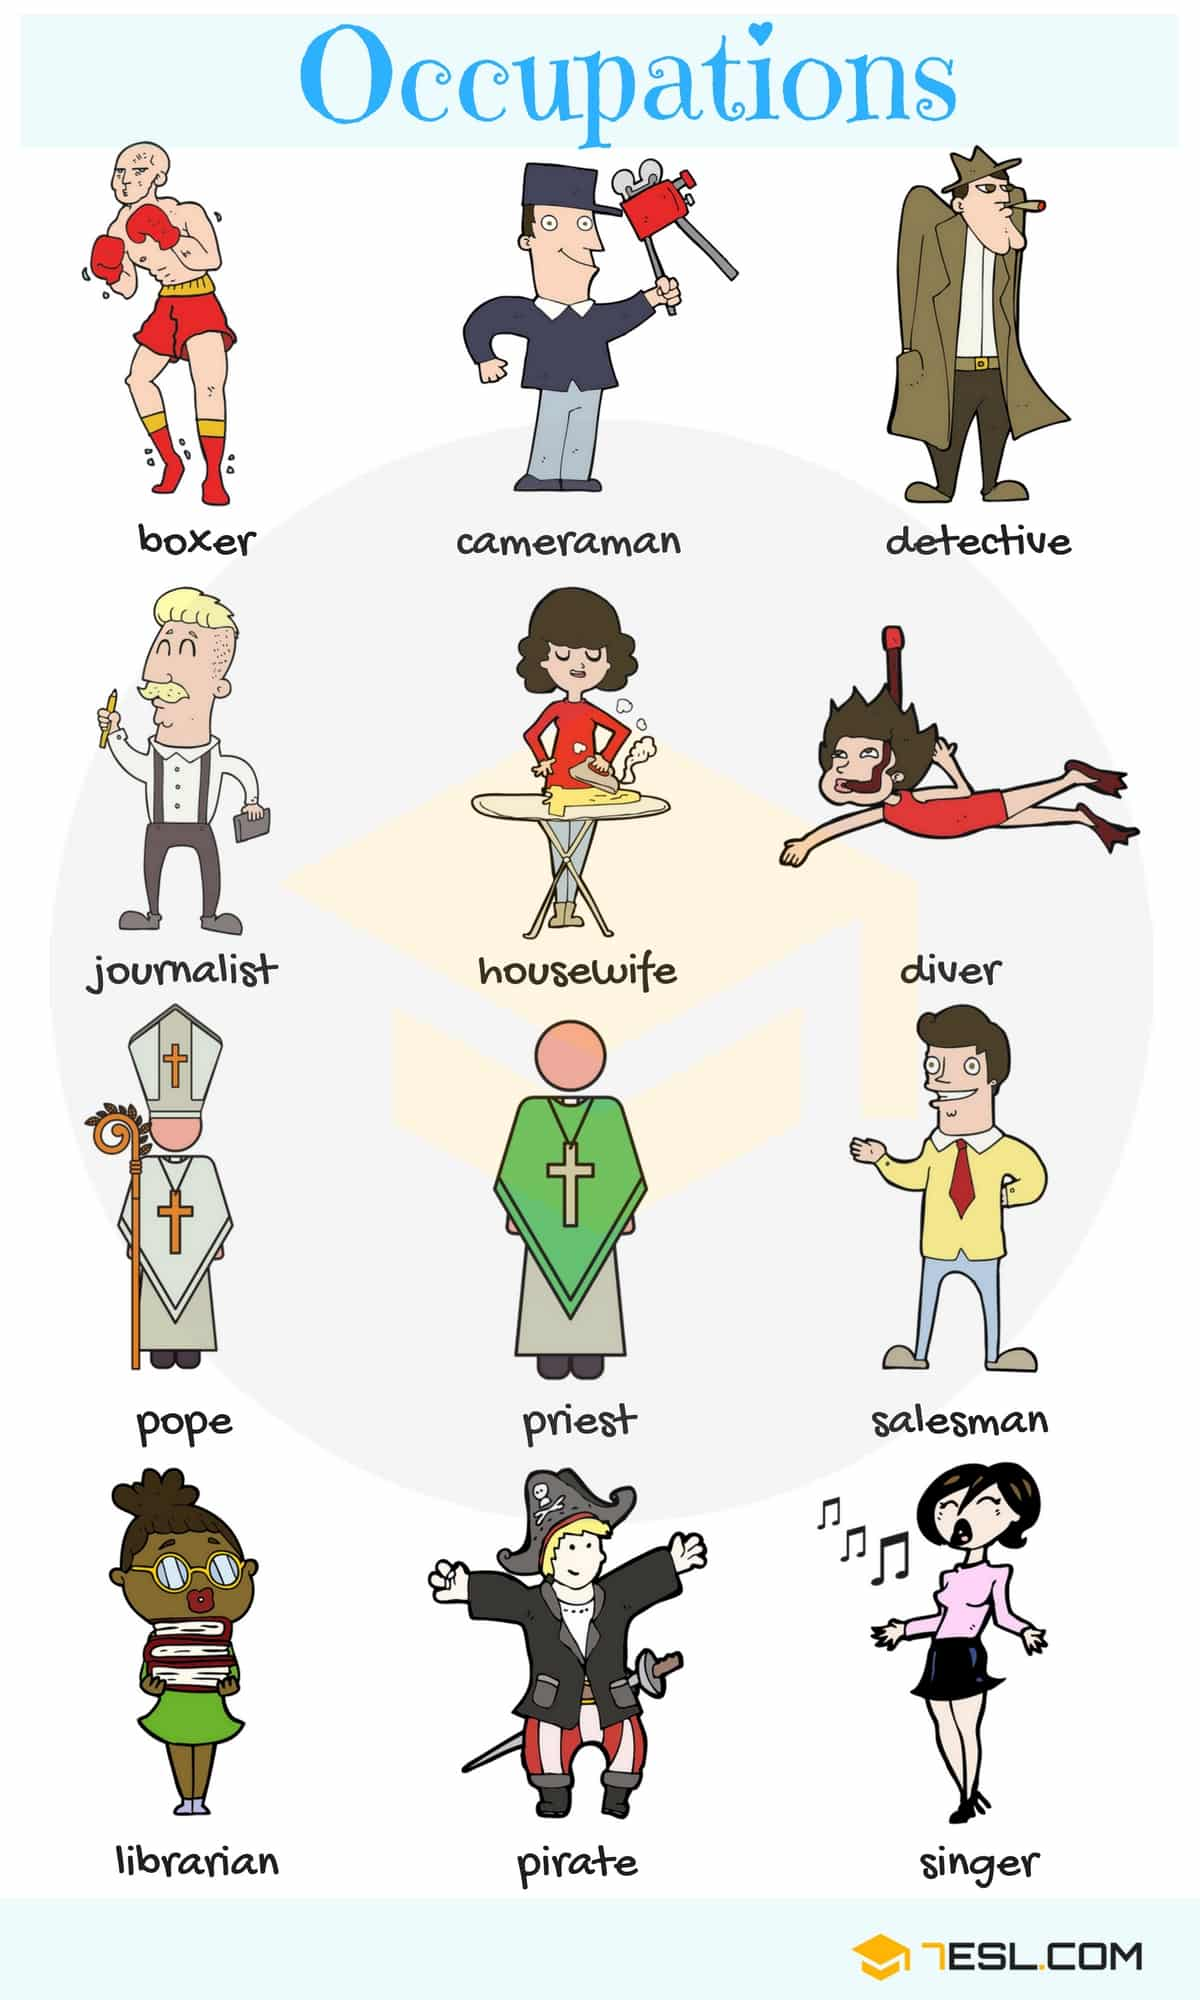 Occupations
boxer
cameraman
detective
journalist
housewife
diver
pope
priest
salesman
librarian
pirate
singer
7ESL.COM